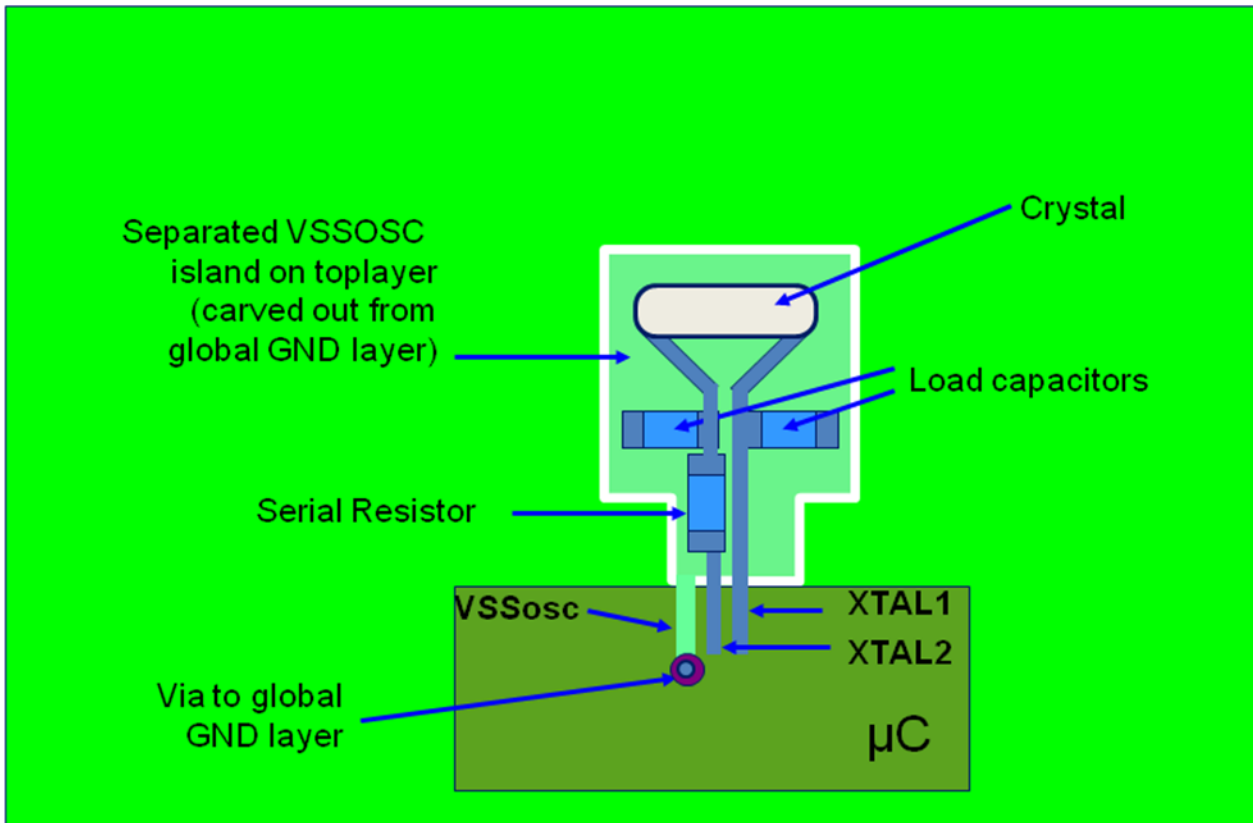 Crystal
Separated VSSOSC
island on toplayer
(carved out from
global GND layer)
Load capacitors
Serial Resistor
VSSosc
XTAL1
XTAL2
Via to global
GND layer
µC